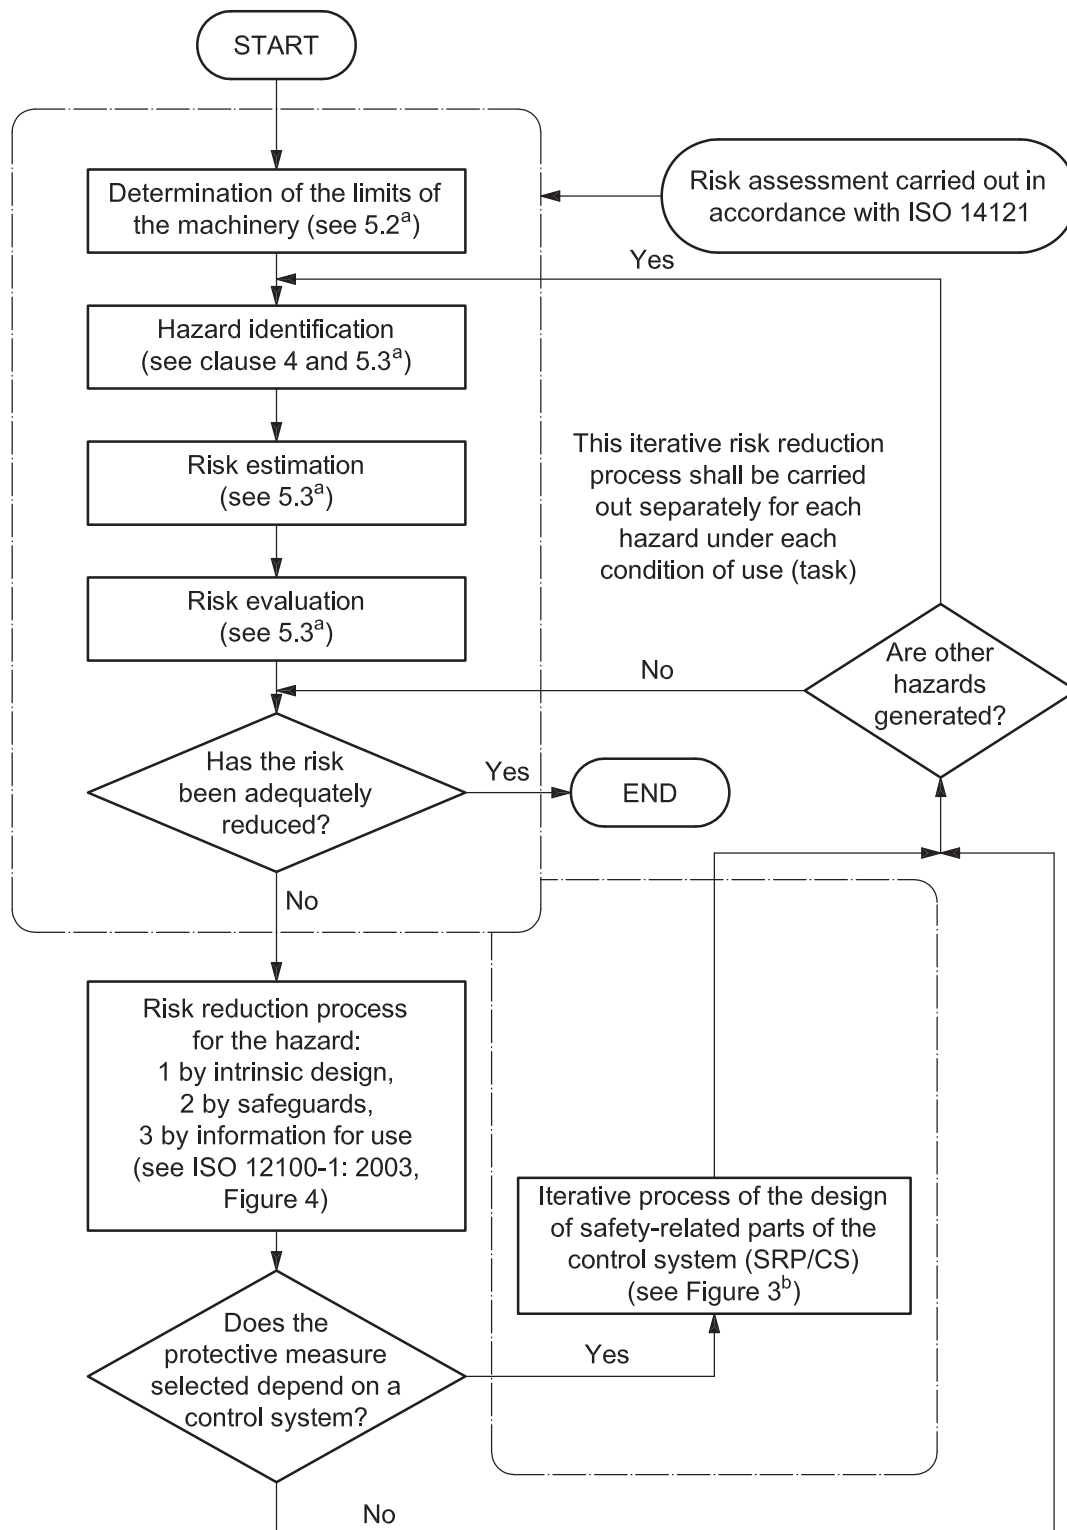 START
Determination of the limits of
the machinery (see 5.2a)
Risk assessment carried out in
accordance with ISO 14121
Yes
Hazard identification
(see clause 4 and 5.3a)
Risk estimation
(see 5.3a)
This iterative risk reduction
process shall be carried
out separately for each
hazard under each
condition of use (task)
Risk evaluation
(see 5.3a)
Are other
hazards
generated?
No
Has the risk
been adequately
reduced?
Yes
END
No
Risk reduction process
for the hazard:
1 by intrinsic design,
2 by safeguards,
3 by information for use
(see ISO 12100-1: 2003,
Figure 4)
Iterative process of the design
of safety-related parts of the
control system (SRP/CS)
(see Figure 3b)
Does the
protective measure
selected depend on a
control system?
Yes
No